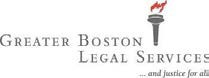 GREATER BOSTON
LEGAL SERVICES
... and justice for all